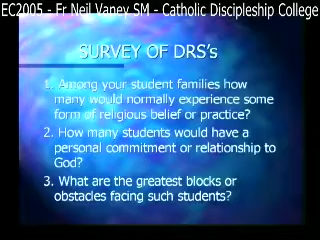 EC2005 - Fr Neil Vaney SM - Catholic Discipleship College
SURVEY OF DRS's
1. Among your student families how
many would normally experience some
form of religious belief or practice?
2. How many students would have a
personal commitment or relationship to
God?
3. What are the greatest blocks or
obstacles facing such students?